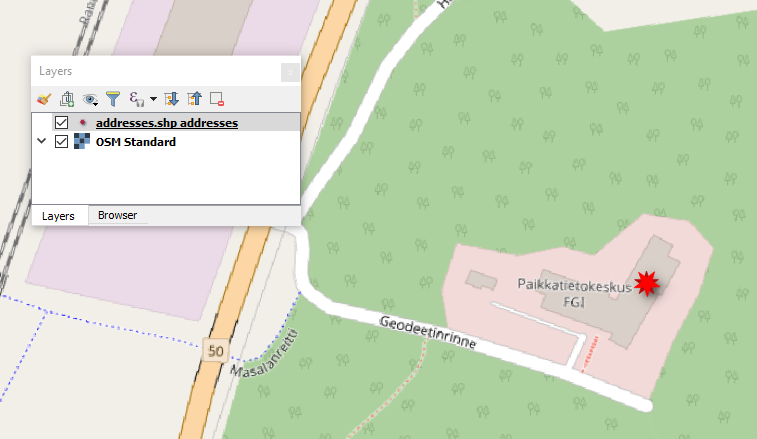 Layers
addresses.shp addresses
OSM Standard
Layers
Browser
Paikkatietokeskus
FGI
Geodeetinrinne
50
Masalanreitti